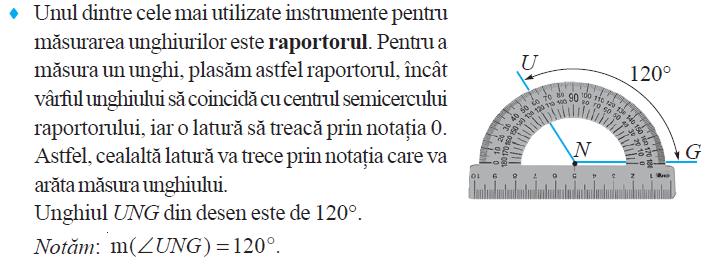 ♦ Unul dintre cele mai utilizate instrumente pentru
măsurarea unghiurilor este raportorul. Pentru a
măsura un unghi, plasăm astfel raportorul, încât
vârful unghiului să coincidă cu centrul semicercului
raportorului, iar o latură să treacă prin notația 0.
Astfel, cealaltă latură va trece prin notația care va
arăta măsura unghiului.
Unghiul UNG din desen este de 120°.
Notăm: m(∠UNG) = 120°.
U
120°
N
G
90